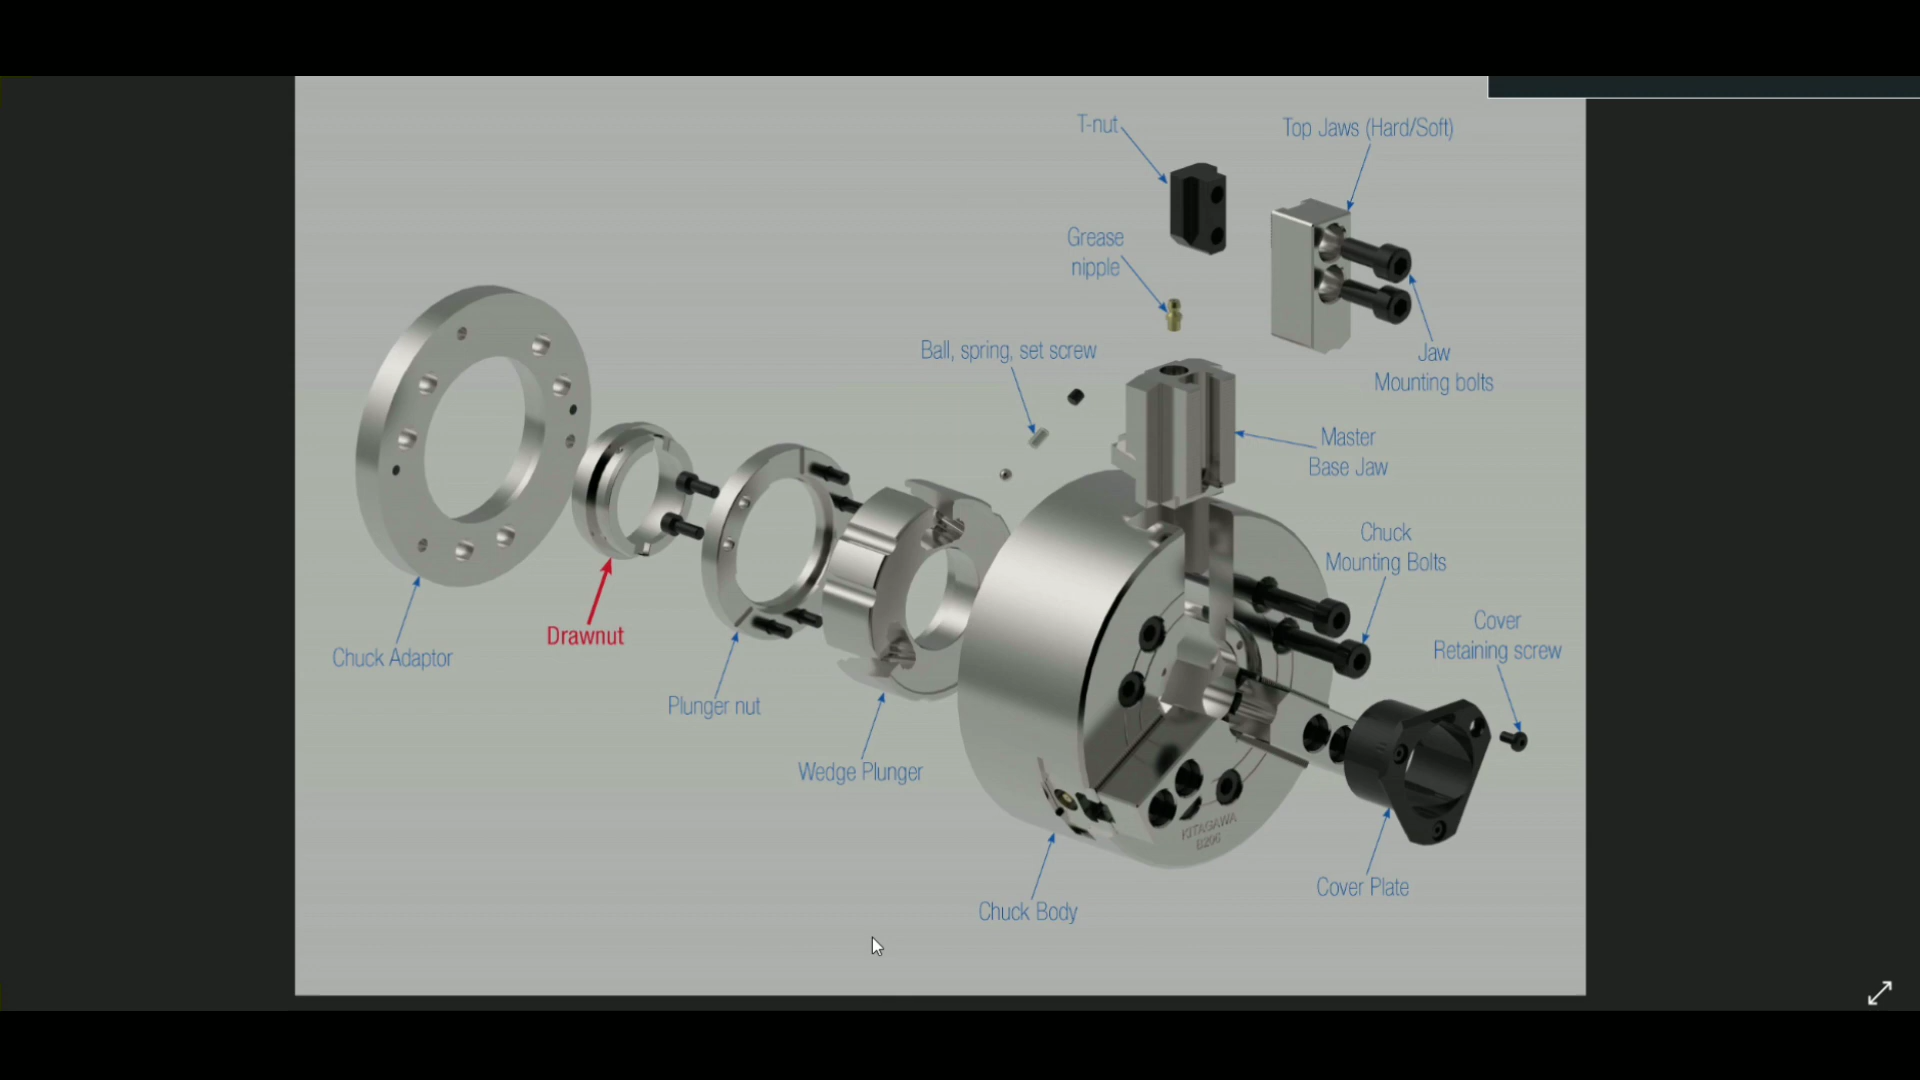 T-nut
Top Jaws (Hard/Soft)
Grease
nipple
Ball, spring, set screw
Jaw
Mounting bolts
Master
Base Jaw
Chuck
Mounting Bolts
Cover
Retaining screw
Drawnut
Chuck Adaptor
Plunger nut
Wedge Plunger
KITAGAWA
B206
Cover Plate
Chuck Body